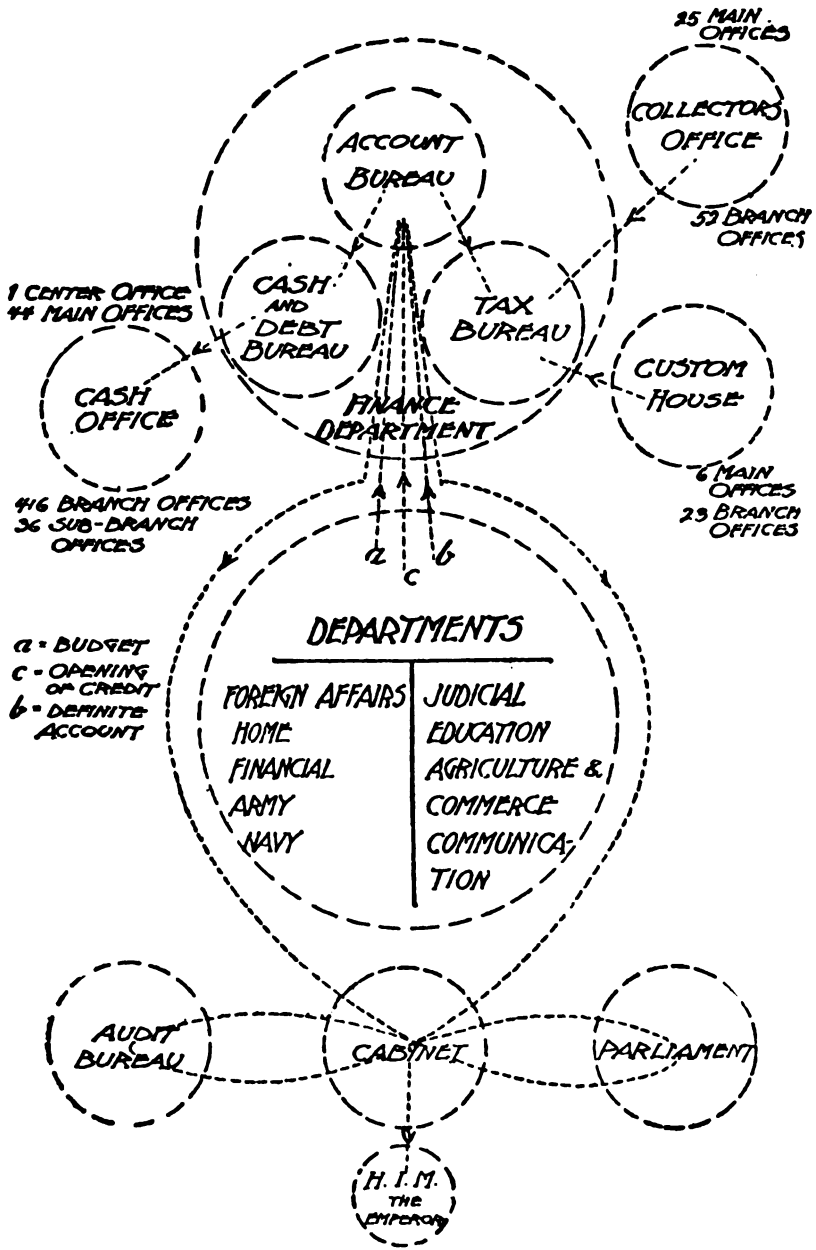 25 MAIN
OFFICES
COLLECTORS
OFFICE
52 BRANCH
OFFICES
ACCOUNT
BUREAU
CASH
AND
DEBT
BUREAU
TAX
BUREAU
FINANCE
DEPARTMENT
1 CENTER OFFICE
44 MAIN OFFICES
CASH
OFFICE
416 BRANCH OFFICES
36 SUB-BRANCH
OFFICES
CUSTOM
HOUSE
6 MAIN
OFFICES
23 BRANCH
OFFICES
a
c
b
a = BUDGET
c = OPENING
OF CREDIT
b = DEFINITE
ACCOUNT
DEPARTMENTS
FOREIGN AFFAIRS
HOME
FINANCIAL
ARMY
NAVY
JUDICIAL
EDUCATION
AGRICULTURE &
COMMERCE
COMMUNICA-
TION
AUDIT
BUREAU
CABINET
PARLIAMENT
H. I. M.
THE
EMPEROR